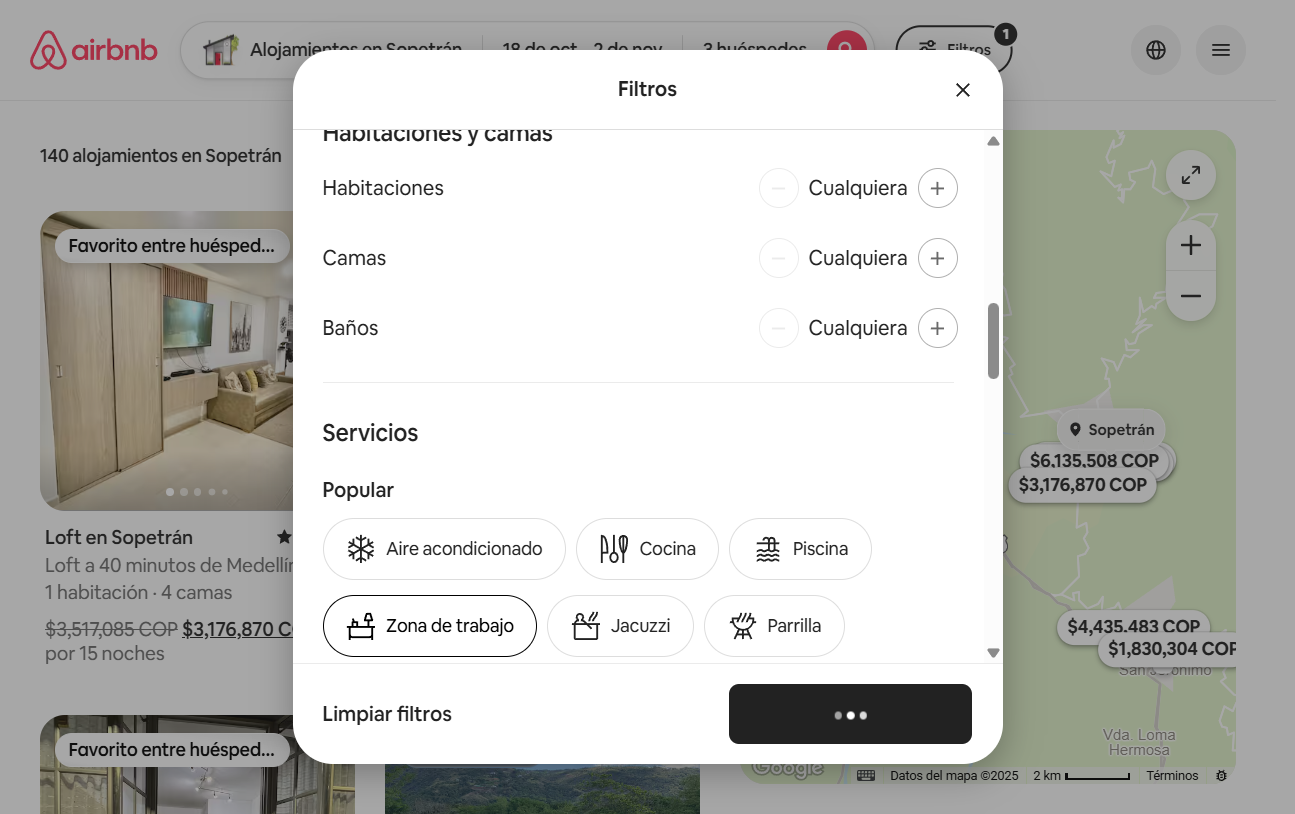 airbnb
Alojamientos en Sopetrán
18 de oct – 2 de nov
3 huéspedes
Filtros
1
140 alojamientos en Sopetrán
Favorito entre huésped...
Loft en Sopetrán
Loft a 40 minutos de Medellín
1 habitación · 4 camas
$3,517,085 COP $3,176,870 C
por 15 noches
Favorito entre huésped...
Filtros
Habitaciones y camas
Habitaciones
Cualquiera
Camas
Cualquiera
Baños
Cualquiera
Servicios
Popular
Aire acondicionado
Cocina
Piscina
Zona de trabajo
Jacuzzi
Parrilla
Limpiar filtros
Sopetrán
$6,135,508 COP
$3,176,870 COP
$4,435,483 COP
$1,830,304 COP
San Jerónimo
Vda. Loma
Hermosa
Google
Datos del mapa ©2025
2 km
Términos